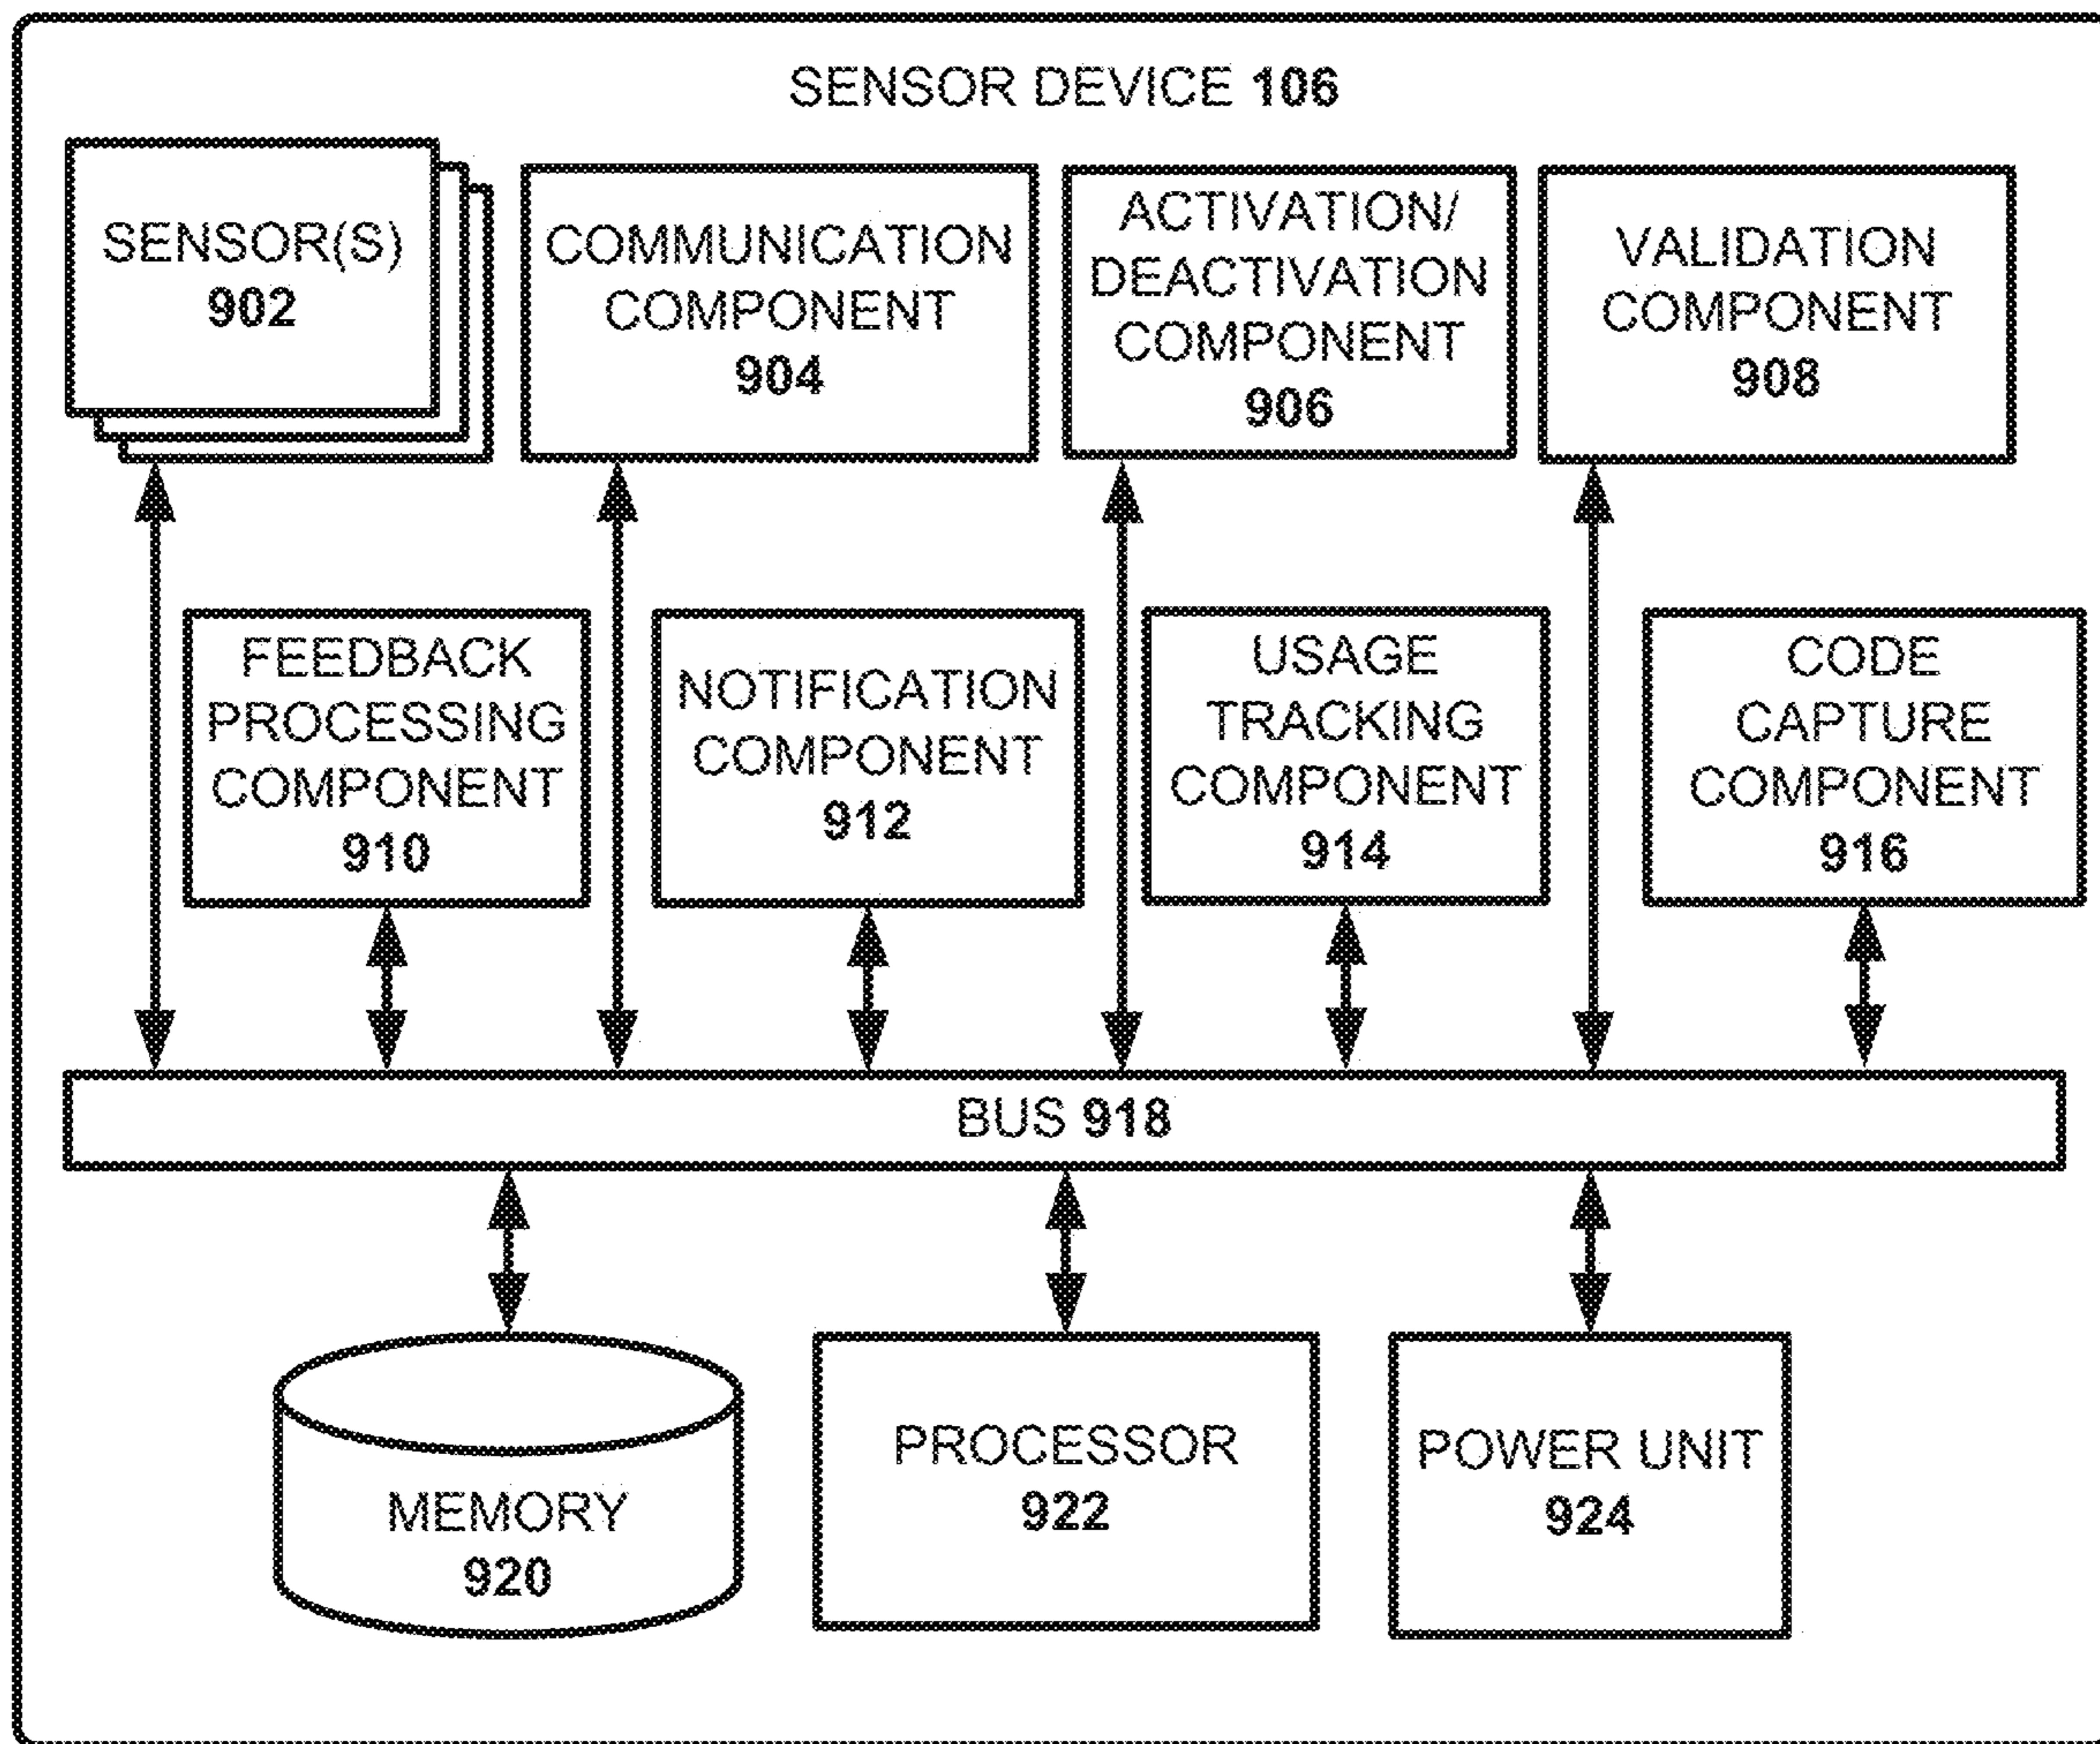 SENSOR DEVICE 106
SENSOR(S)
902
COMMUNICATION
COMPONENT
904
ACTIVATION/
DEACTIVATION
COMPONENT
906
VALIDATION
COMPONENT
908
FEEDBACK
PROCESSING
COMPONENT
910
NOTIFICATION
COMPONENT
912
USAGE
TRACKING
COMPONENT
914
CODE
CAPTURE
COMPONENT
916
BUS 918
MEMORY
920
PROCESSOR
922
POWER UNIT
924